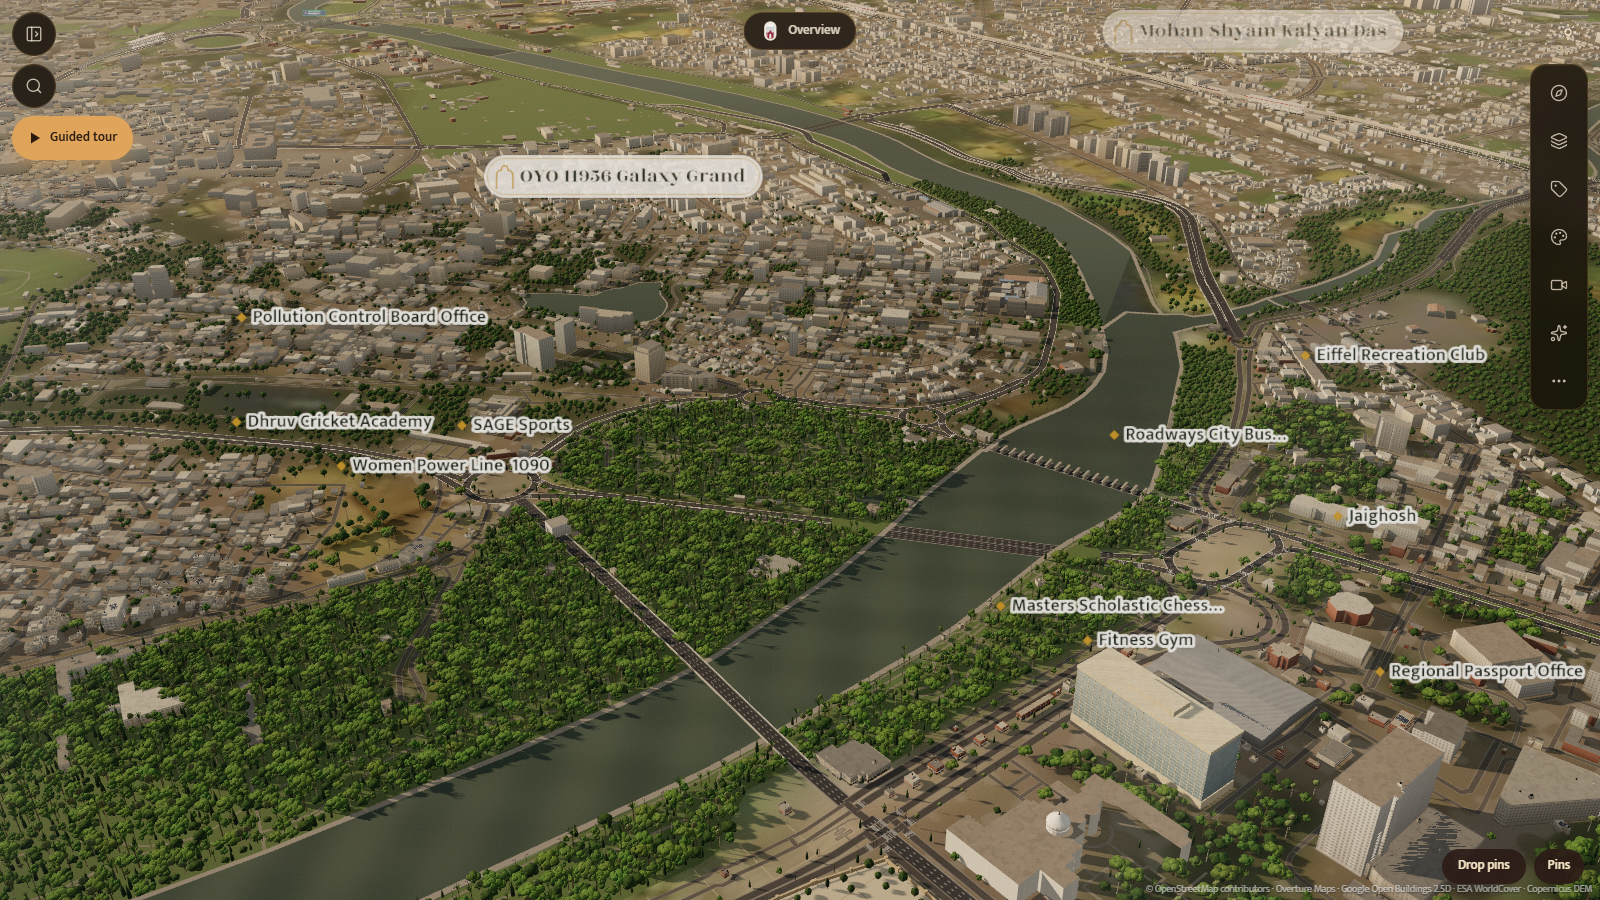 Overview
Mohan Shyam Kalyan Das
Guided tour
OYO 11956 Galaxy Grand
Pollution Control Board Office
Eiffel Recreation Club
Dhruv Cricket Academy
SAGE Sports
Roadways City Bus...
Women Power Line 1090
Jaighosh
Masters Scholastic Chess...
Fitness Gym
Regional Passport Office
Drop pins
Pins
© OpenStreetMap contributors · Overture Maps · Google Open Buildings 2.5D · ESA WorldCover · Copernicus DEM